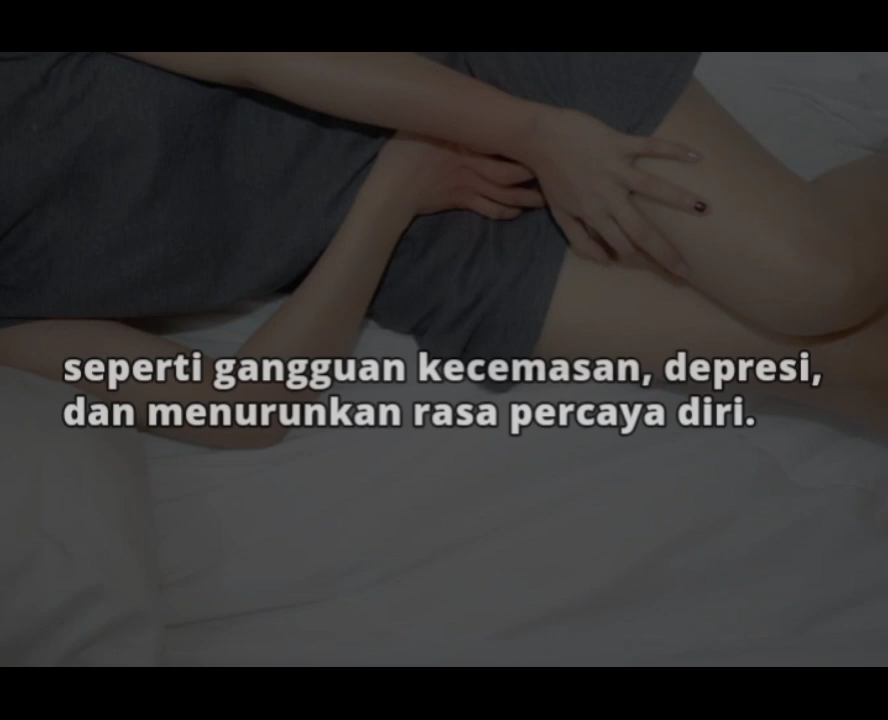 seperti gangguan kecemasan, depresi,
dan menurunkan rasa percaya diri.